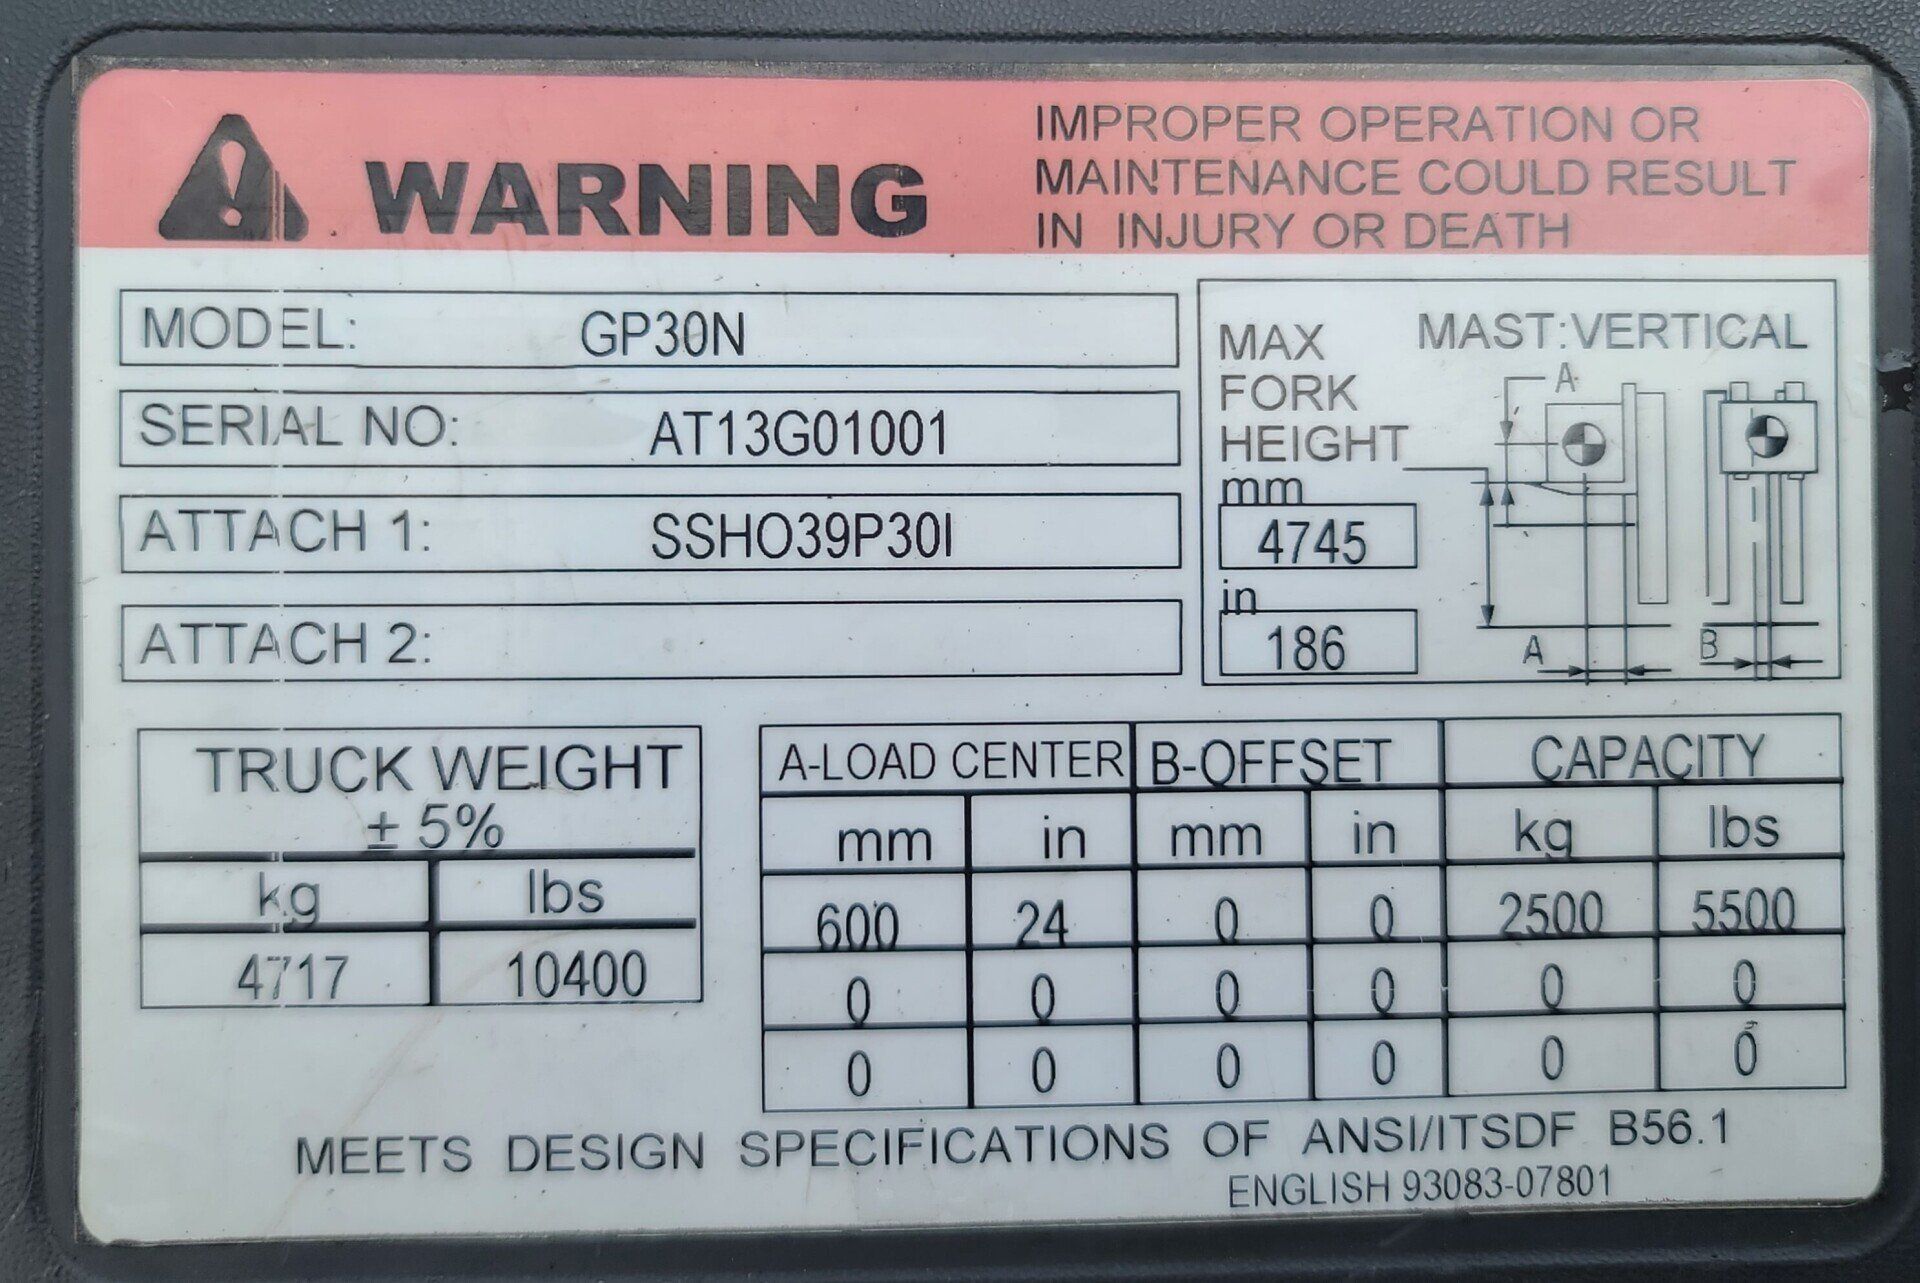 WARNING
IMPROPER OPERATION OR
MAINTENANCE COULD RESULT
IN INJURY OR DEATH
MODEL: GP30N
SERIAL NO: AT13G01001
ATTACH 1: SSHO39P30I
ATTACH 2:
MAX
FORK
HEIGHT
mm
4745
in
186
MAST:VERTICAL
A
A
B
TRUCK WEIGHT
± 5%
kg lbs
4717 10400
A-LOAD CENTER B-OFFSET CAPACITY
mm in mm in kg lbs
600 24 0 0 2500 5500
0 0 0 0 0 0
0 0 0 0 0 0
MEETS DESIGN SPECIFICATIONS OF ANSI/ITSDF B56.1
ENGLISH 93083-07801